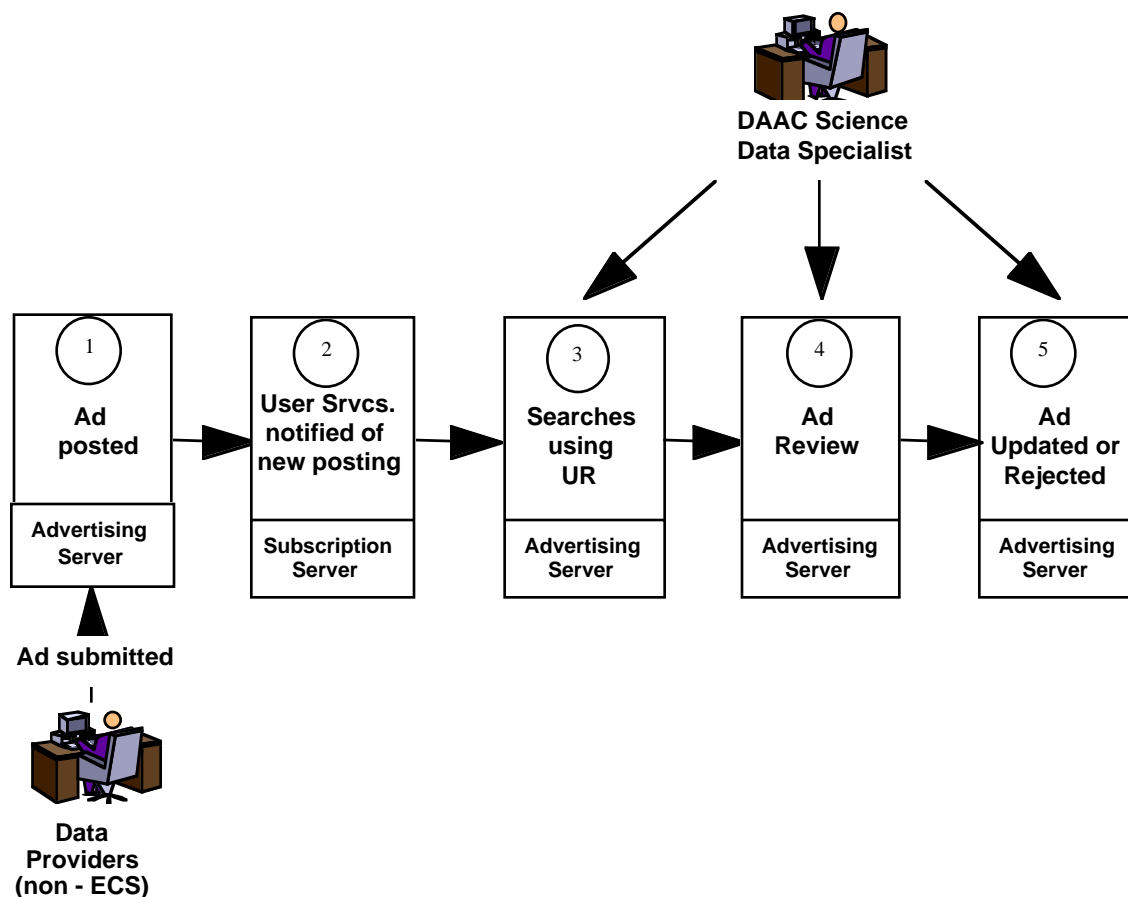 DAAC Science
Data Specialist
1
Ad
posted
Advertising
Server
2
User Srvcs.
notified of
new posting
Subscription
Server
3
Searches
using
UR
Advertising
Server
4
Ad
Review
Advertising
Server
5
Ad
Updated or
Rejected
Advertising
Server
Ad submitted
Data
Providers
(non - ECS)